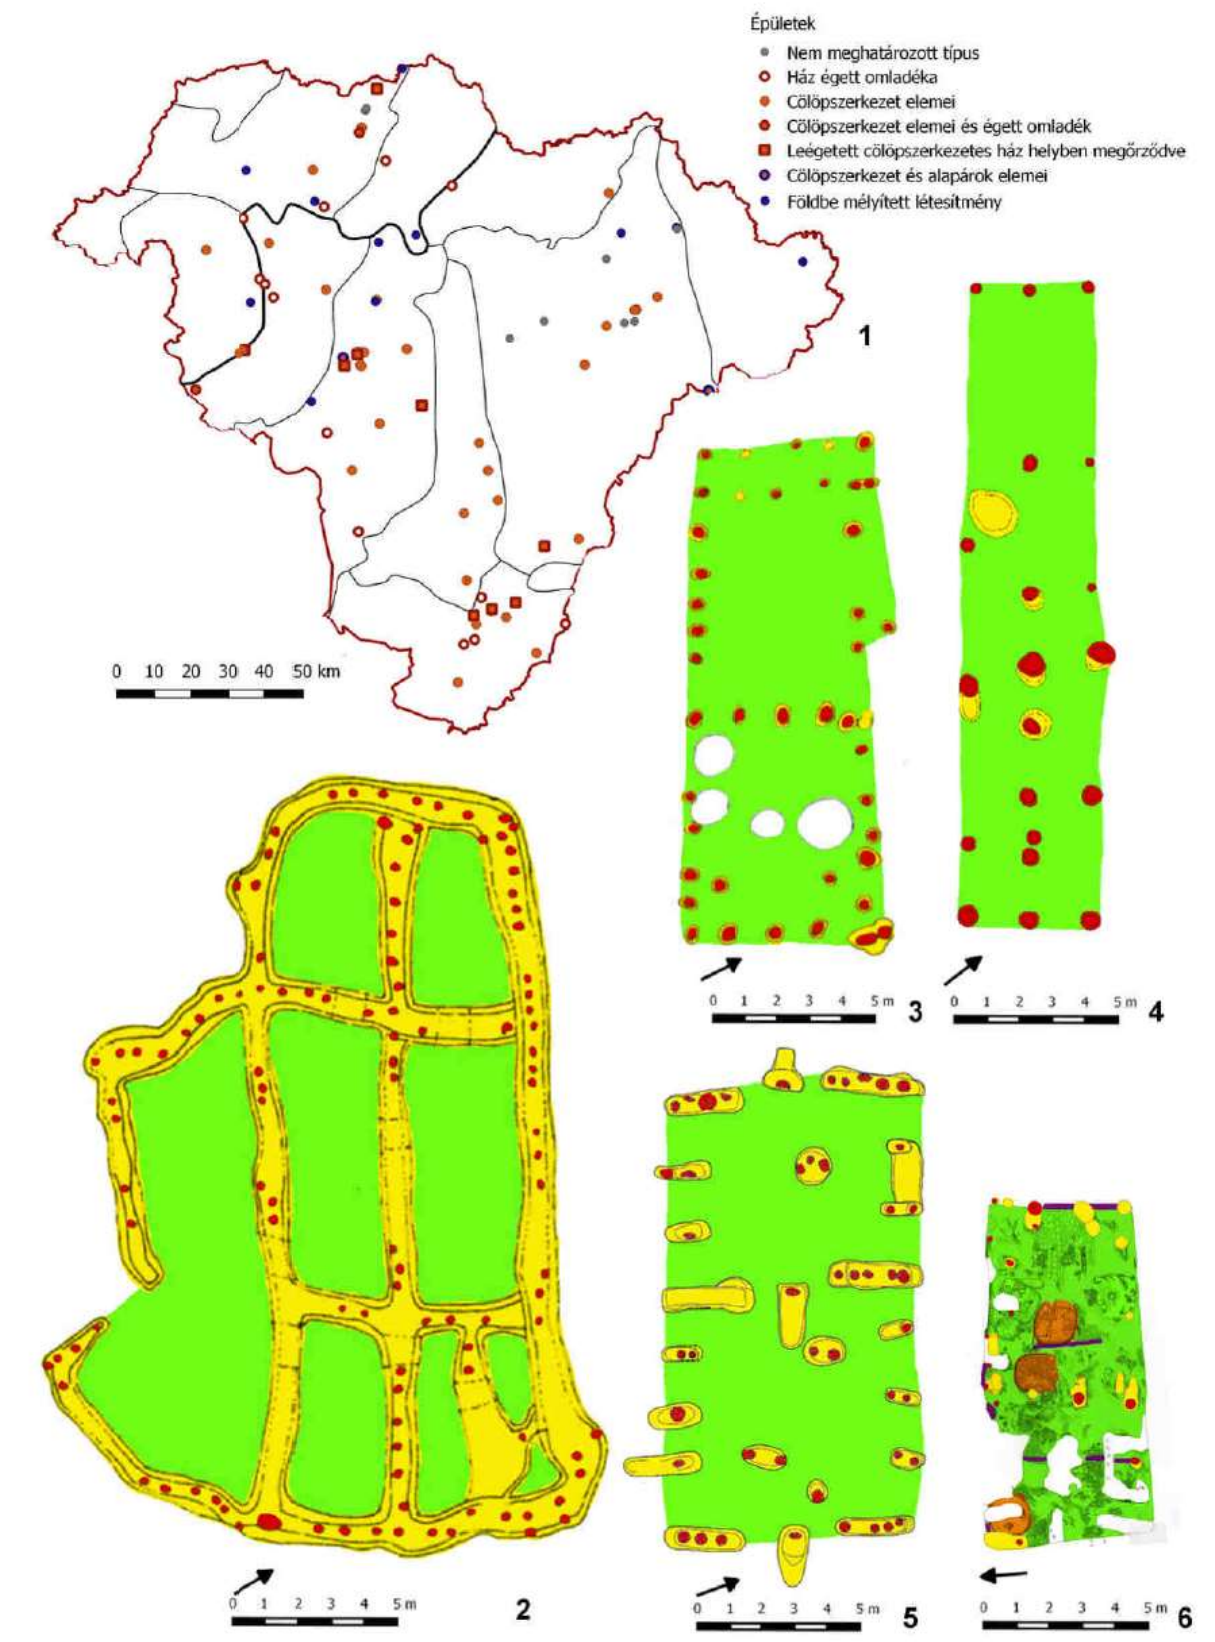 Épületek
Nem meghatározott típus
Ház égett omladéka
Cölöpszerkezet elemei
Cölöpszerkezet elemei és égett omladék
Leégetett cölöpszerkezetes ház helyben megőrződve
Cölöpszerkezet és alapárok elemei
Földbe mélyített létesítmény
1
0 10 20 30 40 50 km
0 1 2 3 4 5 m 3
0 1 2 3 4 5 m 4
0 1 2 3 4 5 m 2
0 1 2 3 4 5 m 5
0 1 2 3 4 5 m 6